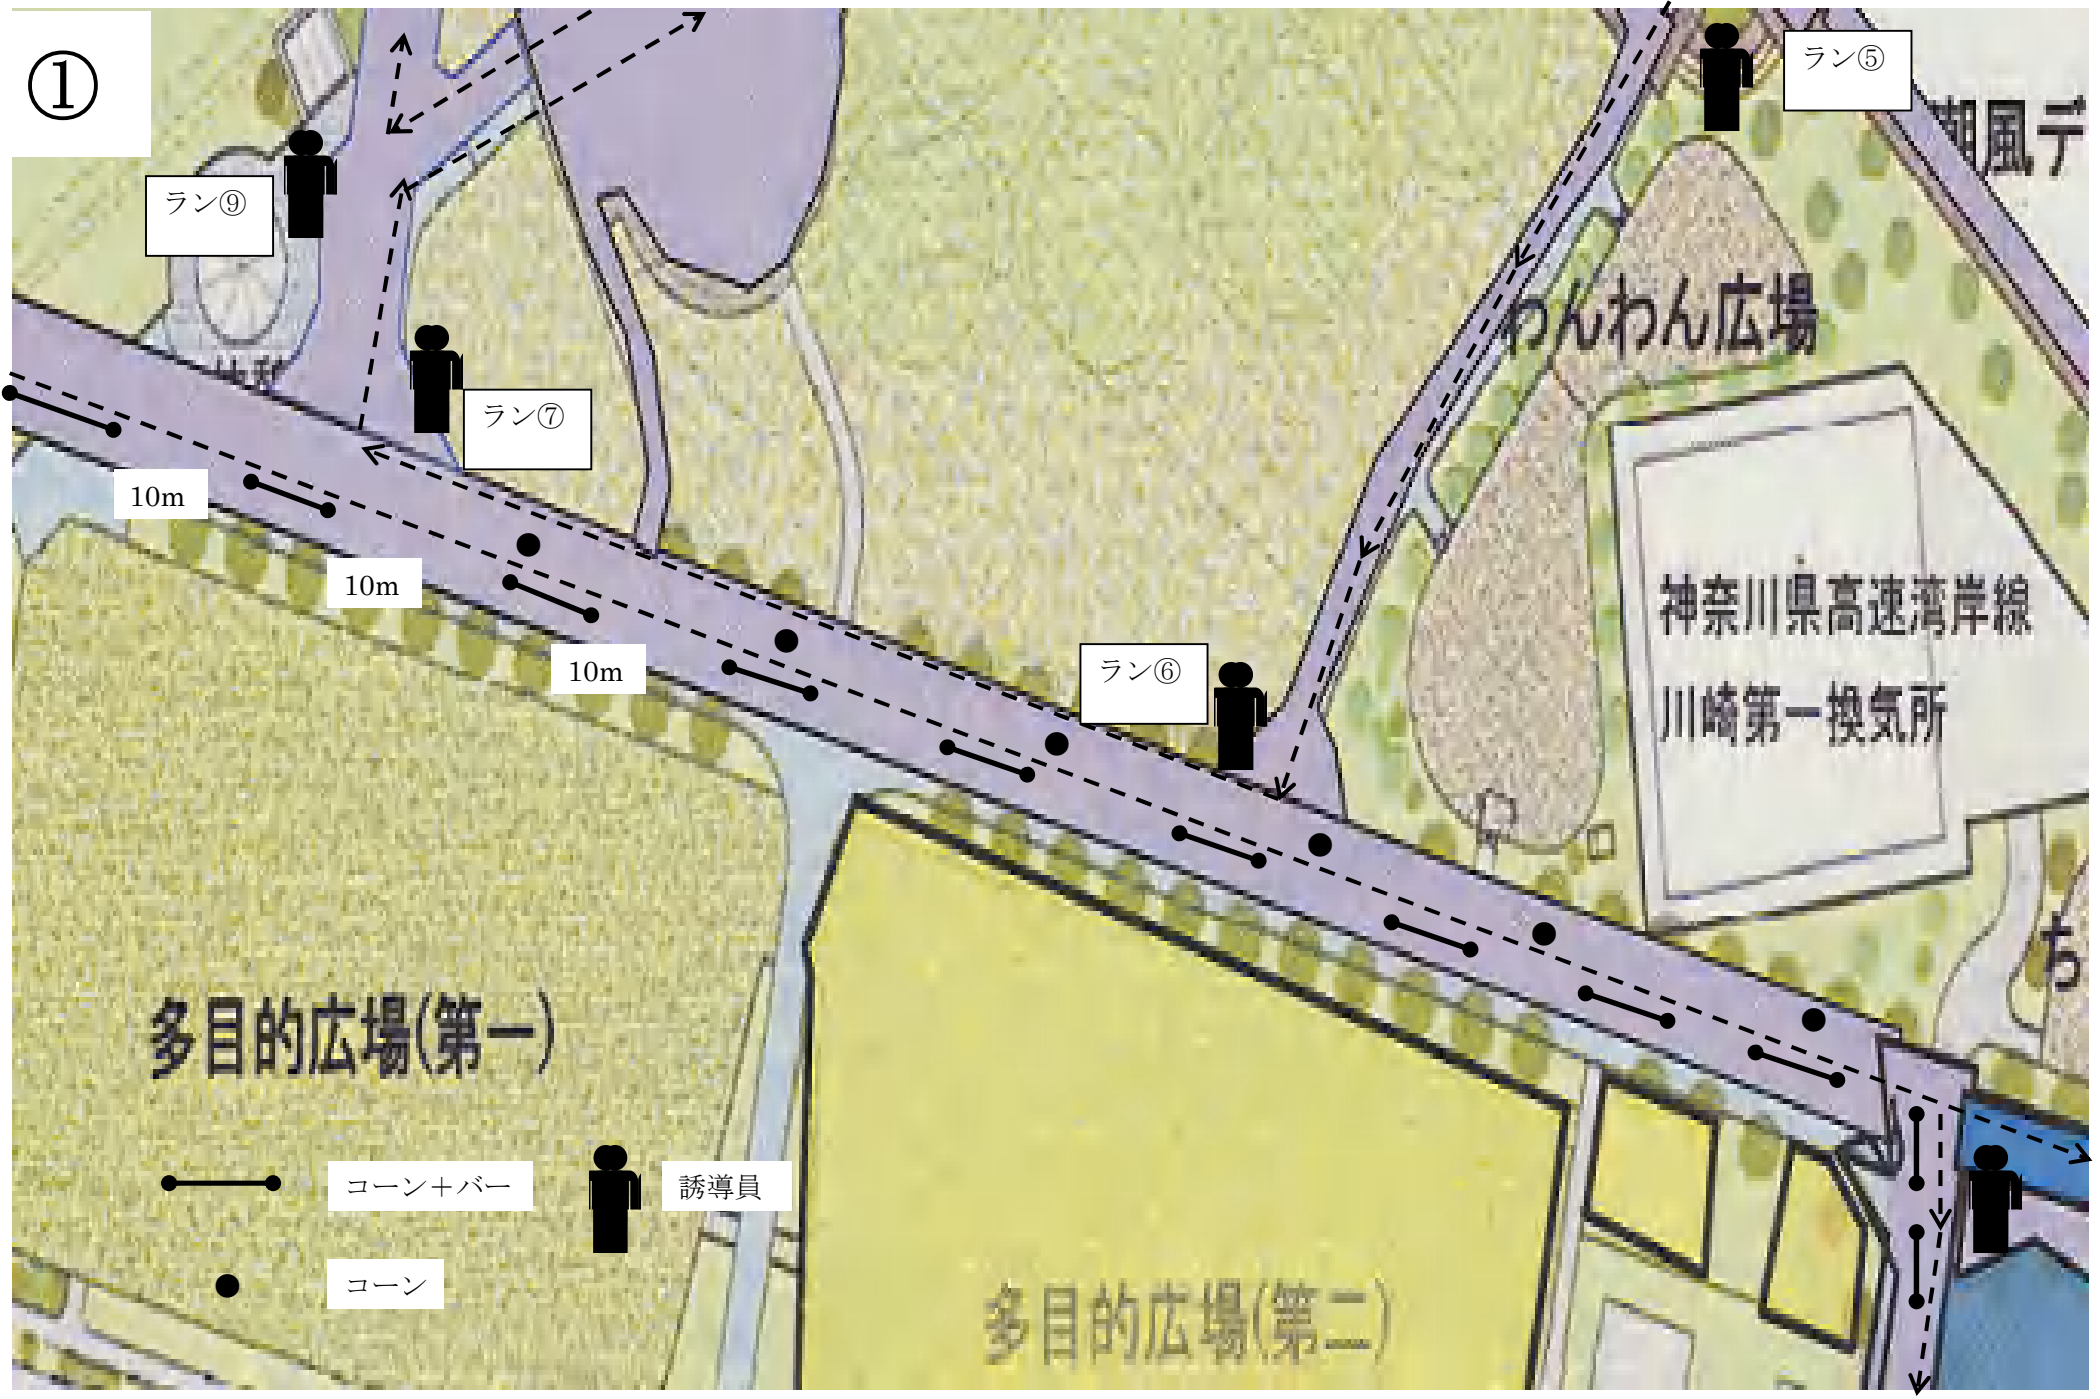 ①
ラン⑤
潮風デ
ラン⑨
わんわん広場
ラン⑦
10m
10m
神奈川県高速湾岸線
川崎第一換気所
ラン⑥
10m
ち
多目的広場(第一)
コーン＋バー
誘導員
コーン
多目的広場(第二)